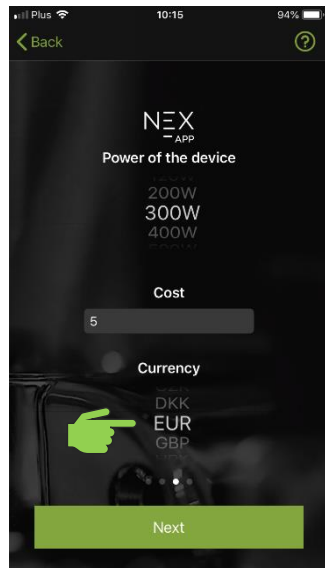 Plus 10:15 94%
Back ?
NEX
APP
Power of the device
200W
300W
400W
Cost
5
Currency
DKK
EUR
GBP
Next